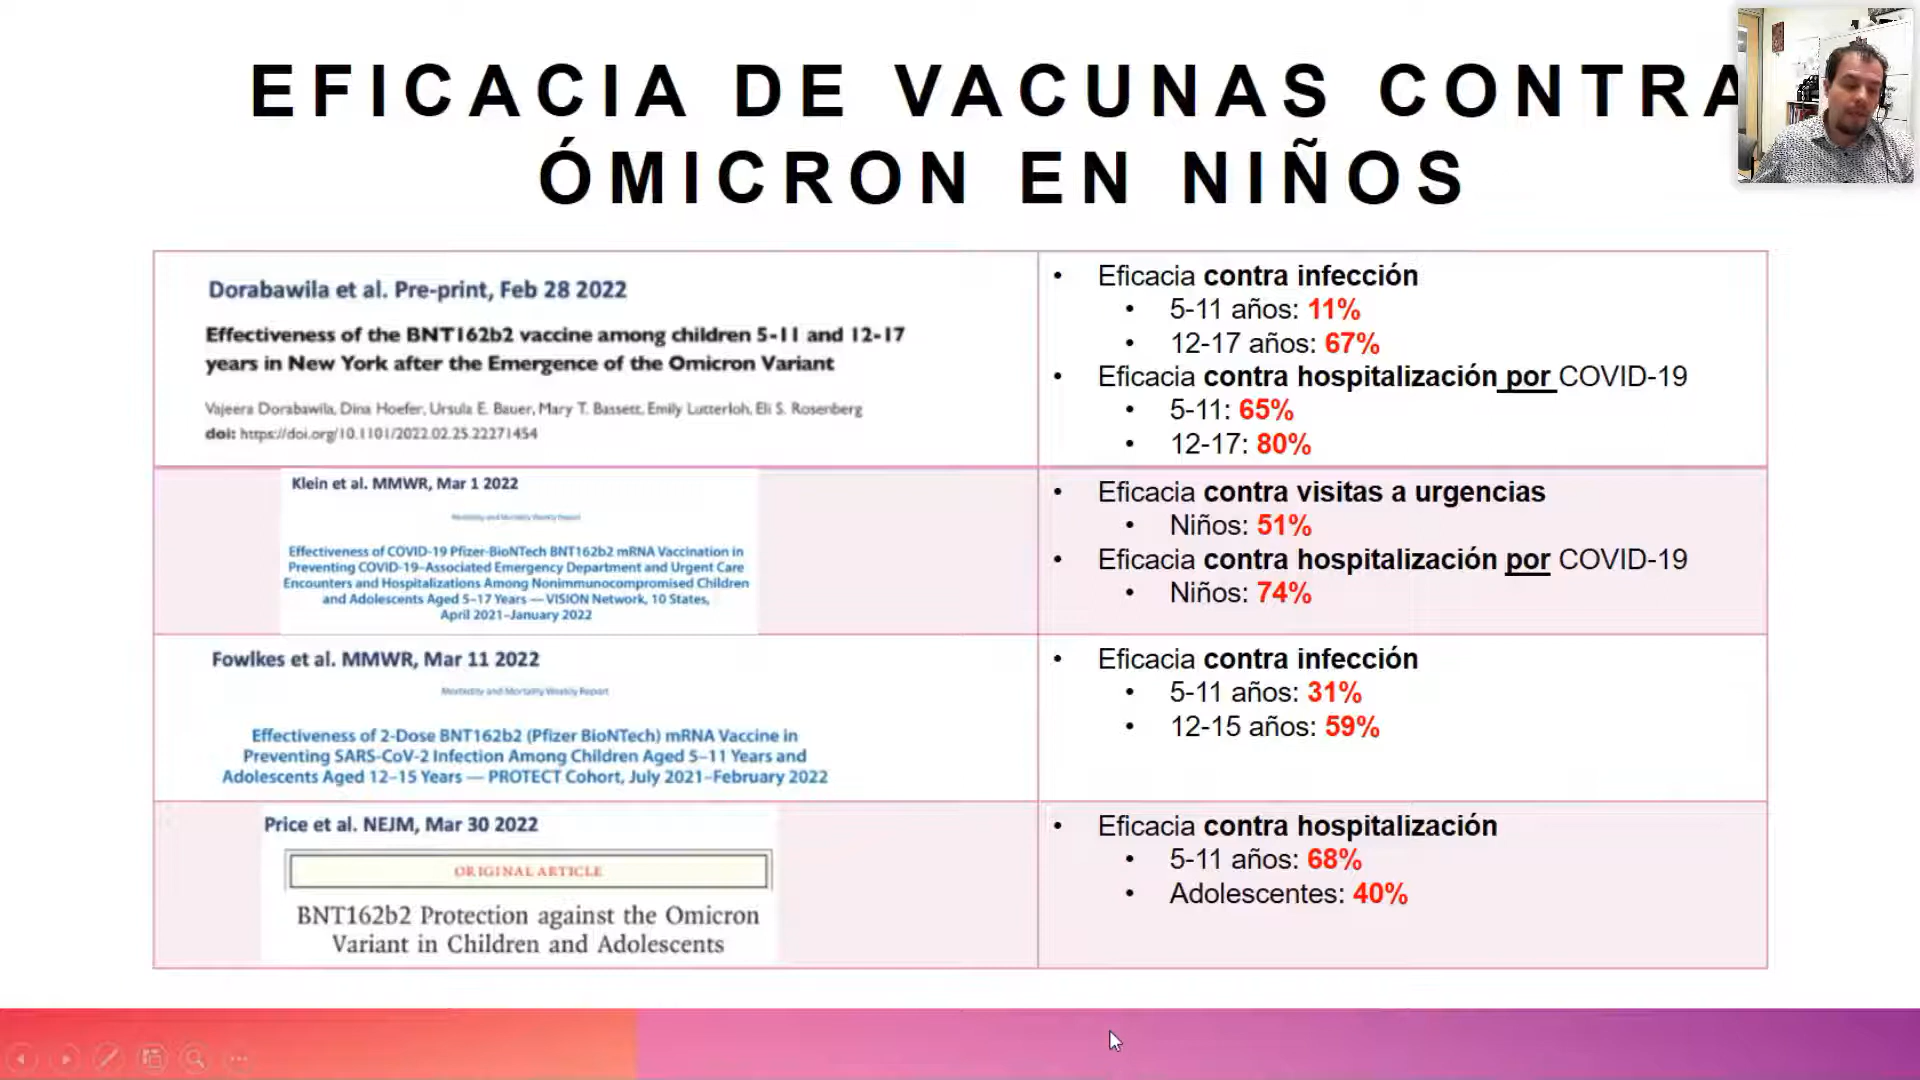 EFICACIA DE VACUNAS CONTRA
ÓMICRON EN NIÑOS
Dorabawila et al. Pre-print, Feb 28 2022
Effectiveness of the BNT162b2 vaccine among children 5-11 and 12-17
years in New York after the Emergence of the Omicron Variant
Vajeera Dorabawila, Dina Hoefer, Ursula E. Bauer, Mary T. Bassett, Emily Lutterloh, Eli S. Rosenberg
doi: https://doi.org/10.1101/2022.02.25.22271454
• Eficacia contra infección
• 5-11 años: 11%
• 12-17 años: 67%
• Eficacia contra hospitalización por COVID-19
• 5-11: 65%
• 12-17: 80%
Klein et al. MMWR, Mar 1 2022
Morbidity and Mortality Weekly Report
Effectiveness of COVID-19 Pfizer-BioNTech BNT162b2 mRNA Vaccination in
Preventing COVID-19–Associated Emergency Department and Urgent Care
Encounters and Hospitalizations Among Nonimmunocompromised Children
and Adolescents Aged 5–17 Years — VISION Network, 10 States,
April 2021–January 2022
• Eficacia contra visitas a urgencias
• Niños: 51%
• Eficacia contra hospitalización por COVID-19
• Niños: 74%
Fowlkes et al. MMWR, Mar 11 2022
Morbidity and Mortality Weekly Report
Effectiveness of 2-Dose BNT162b2 (Pfizer BioNTech) mRNA Vaccine in
Preventing SARS-CoV-2 Infection Among Children Aged 5–11 Years and
Adolescents Aged 12–15 Years — PROTECT Cohort, July 2021–February 2022
• Eficacia contra infección
• 5-11 años: 31%
• 12-15 años: 59%
Price et al. NEJM, Mar 30 2022
ORIGINAL ARTICLE
BNT162b2 Protection against the Omicron
Variant in Children and Adolescents
• Eficacia contra hospitalización
• 5-11 años: 68%
• Adolescentes: 40%